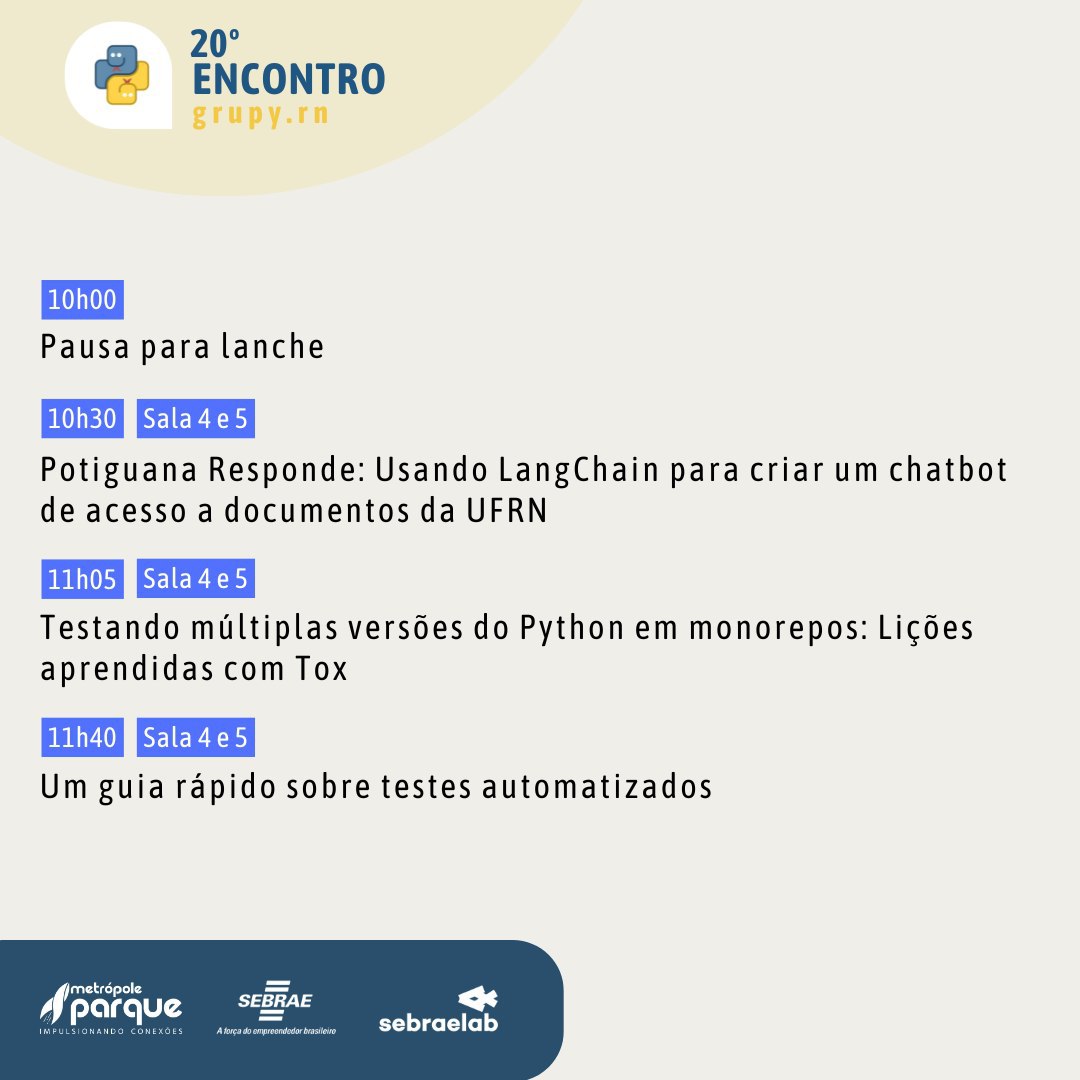 20º
ENCONTRO
grupy.rn
10h00
Pausa para lanche
10h30 Sala 4 e 5
Potiguana Responde: Usando LangChain para criar um chatbot
de acesso a documentos da UFRN
11h05 Sala 4 e 5
Testando múltiplas versões do Python em monorepos: Lições
aprendidas com Tox
11h40 Sala 4 e 5
Um guia rápido sobre testes automatizados
metrópole
parque
IMPULSIONANDO CONEXÕES
SEBRAE
A força do empreendedor brasileiro
sebraelab